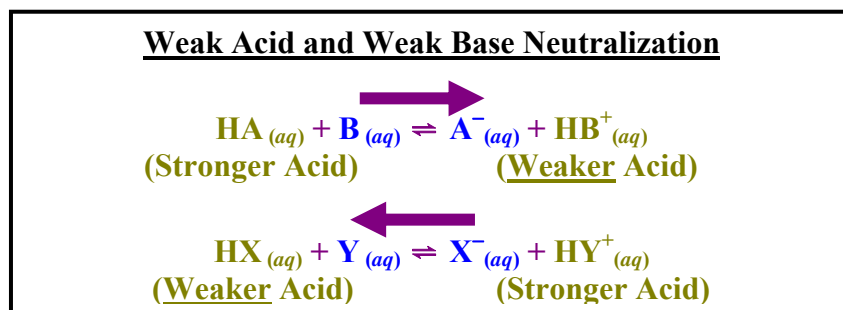 Weak Acid and Weak Base Neutralization
HA (aq) + B (aq) ⇌ A⁻(aq) + HB⁺(aq)
(Stronger Acid) (Weaker Acid)
HX (aq) + Y (aq) ⇌ X⁻(aq) + HY⁺(aq)
(Weaker Acid) (Stronger Acid)